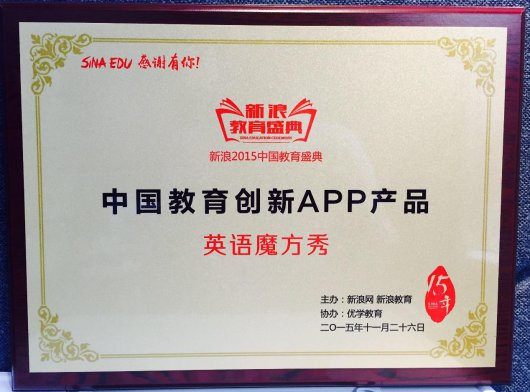 SINA EDU 感谢有你!
新浪
教育盛典
SINA EDUCATION CEREMONY
新浪2015中国教育盛典
中国教育创新APP产品
英语魔方秀
主办：新浪网 新浪教育
协办：优学教育
二〇一五年十一月二十六日
15年